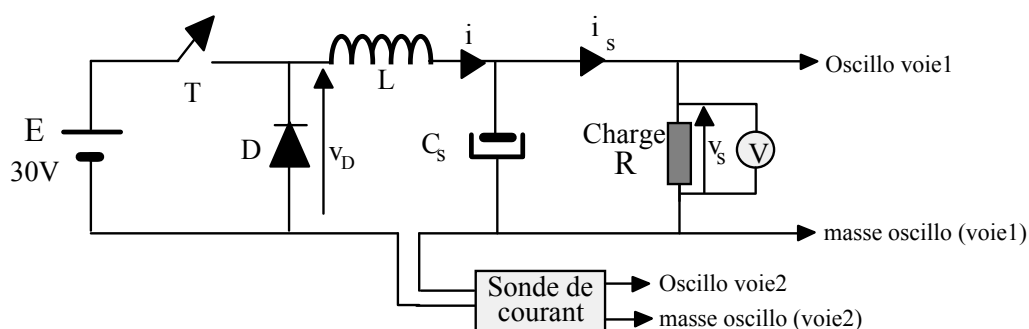 i
i s
Oscillo voie1
T
L
E
30V
D
v D
C s
Charge
R
v s
V
masse oscillo (voie1)
Sonde de
courant
Oscillo voie2
masse oscillo (voie2)